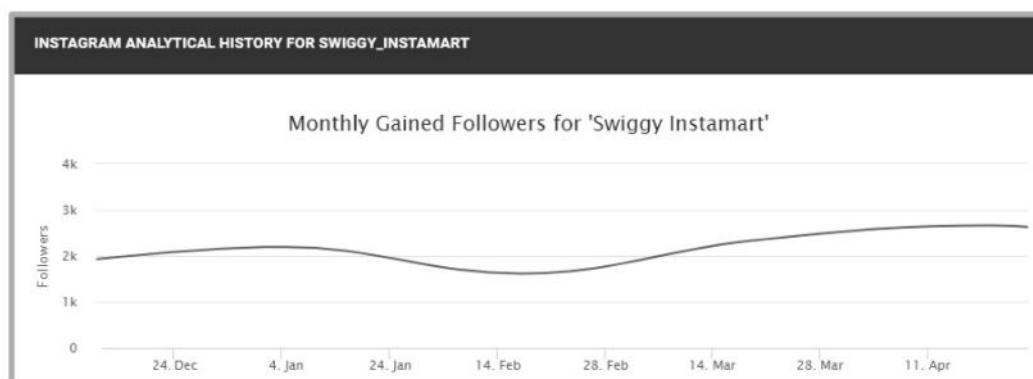 INSTAGRAM ANALYTICAL HISTORY FOR SWIGGY_INSTAMART
Monthly Gained Followers for 'Swiggy Instamart'
4k
3k
2k
1k
0
Followers
24. Dec
4. Jan
24. Jan
14. Feb
28. Feb
14. Mar
28. Mar
11. Apr